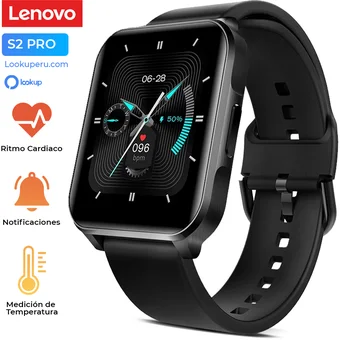 Lenovo
S2 PRO
Lookuperu.com
lookup
Ritmo Cardiaco
Notificaciones
Medición de
Temperatura
06-28
50%
096
bpm